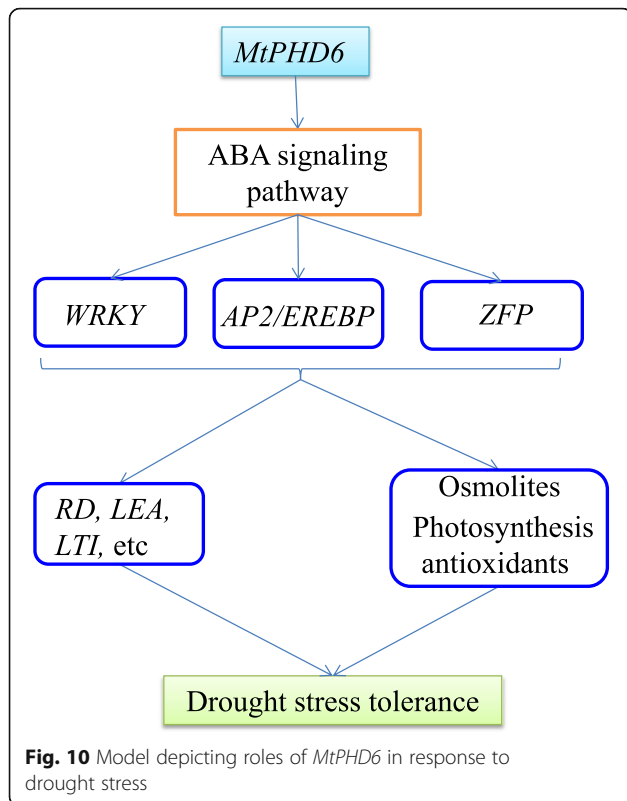 MtPHD6
ABA signaling
pathway
WRKY
AP2/EREBP
ZFP
RD, LEA,
LTI, etc
Osmolites
Photosynthesis
antioxidants
Drought stress tolerance
Fig. 10 Model depicting roles of MtPHD6 in response to
drought stress